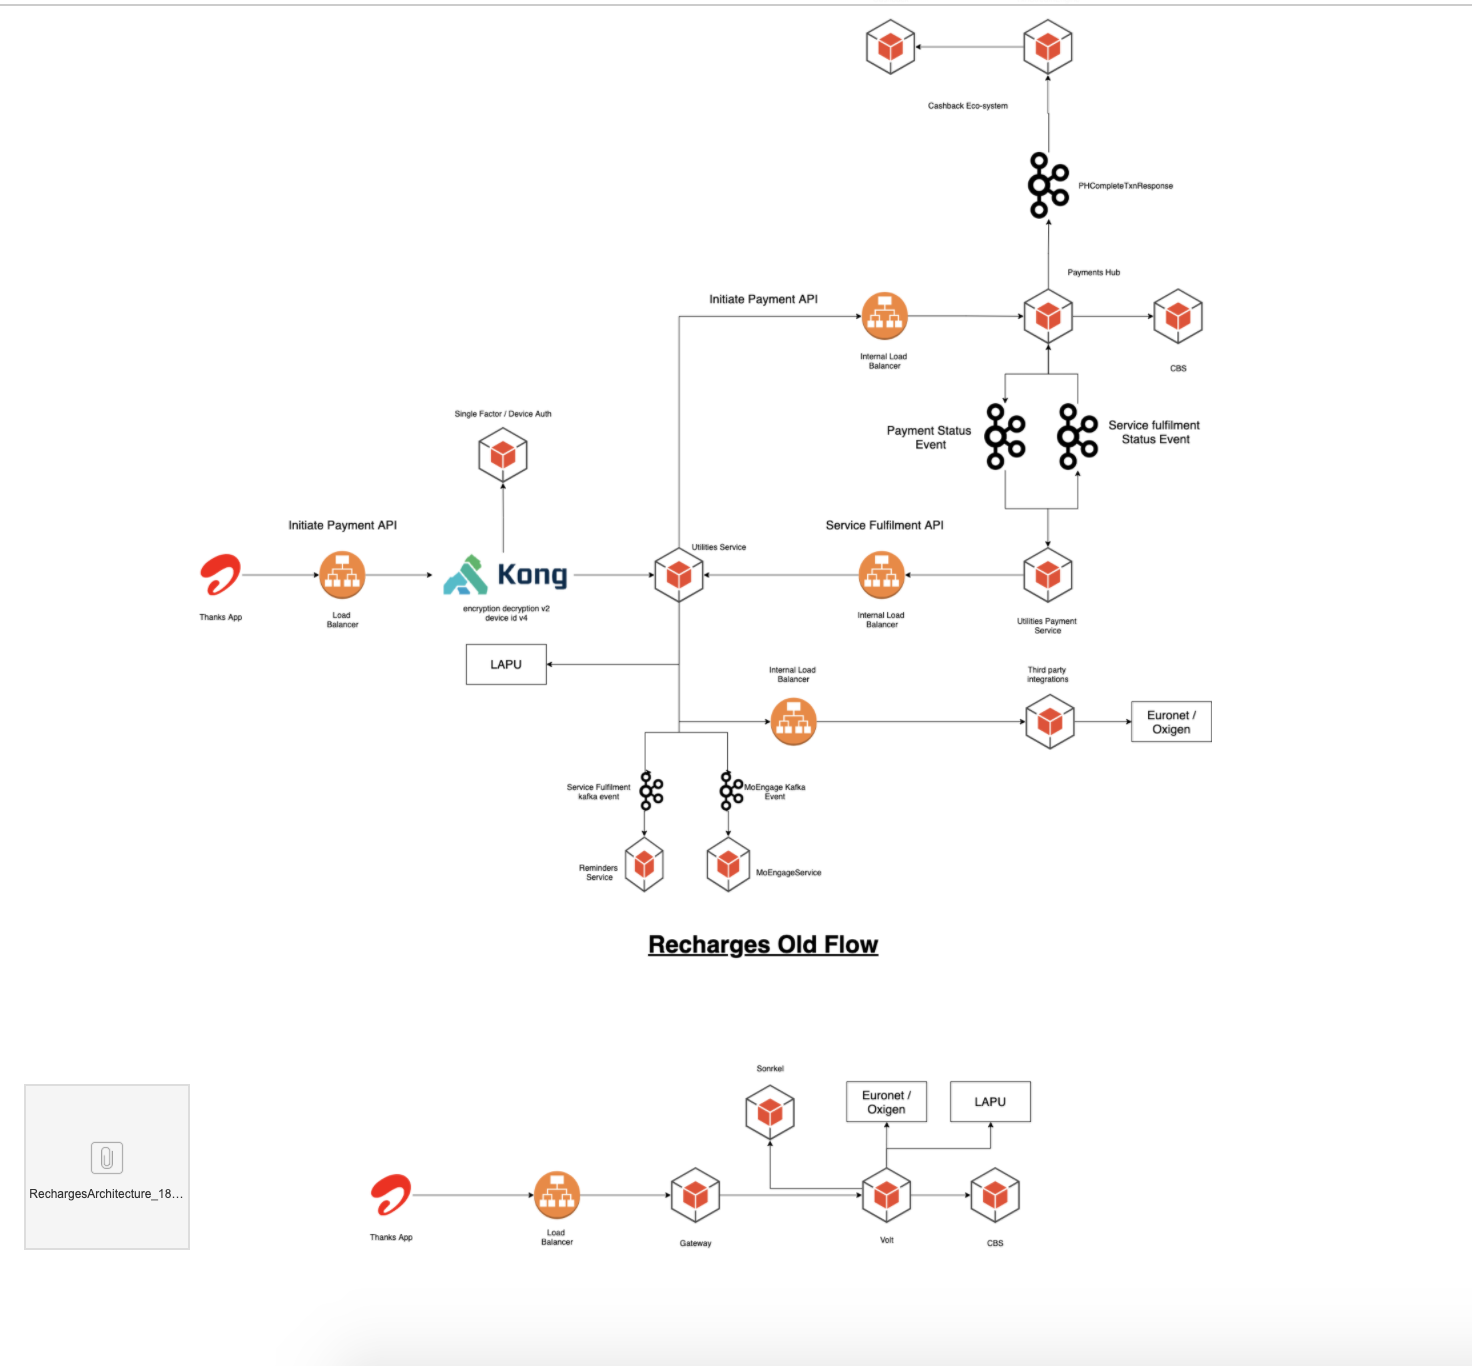 Cashback Eco-system
PHCompleteTxnResponse
Payments Hub
Initiate Payment API
Internal Load
Balancer
CBS
Single Factor / Device Auth
Payment Status
Event
Service fulfilment
Status Event
Initiate Payment API
Service Fulfilment API
Utilities Service
Kong
encryption decryption v2
device id v4
Thanks App
Load
Balancer
Internal Load
Balancer
Utilities Payment
Service
LAPU
Internal Load
Balancer
Third party
integrations
Euronet /
Oxigen
Service Fulfilment
kafka event
MoEngage Kafka
Event
Reminders
Service
MoEngageService
Recharges Old Flow
Sonrkel
Euronet /
Oxigen
LAPU
RechargesArchitecture_18...
Thanks App
Load
Balancer
Gateway
Volt
CBS